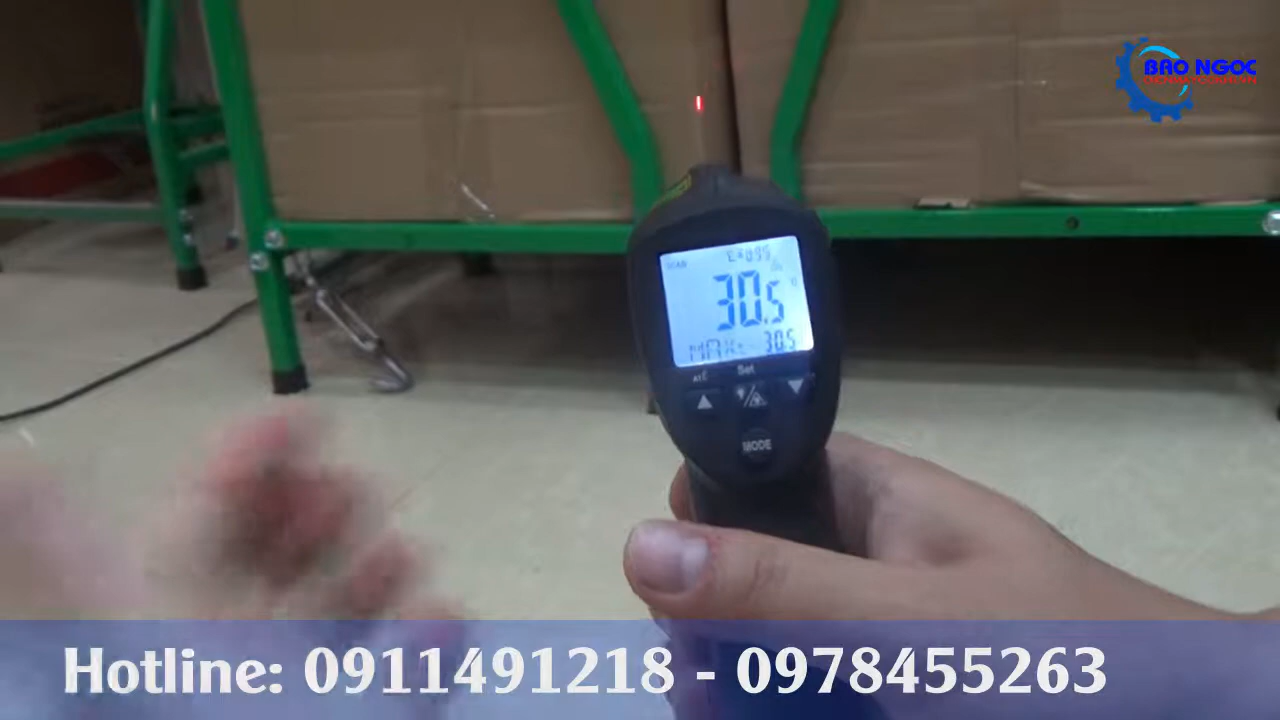 BAO NGOC
SCAN E=0.95
30.5
MAX 30.5
Set
MODE
Hotline: 0911491218 - 0978455263